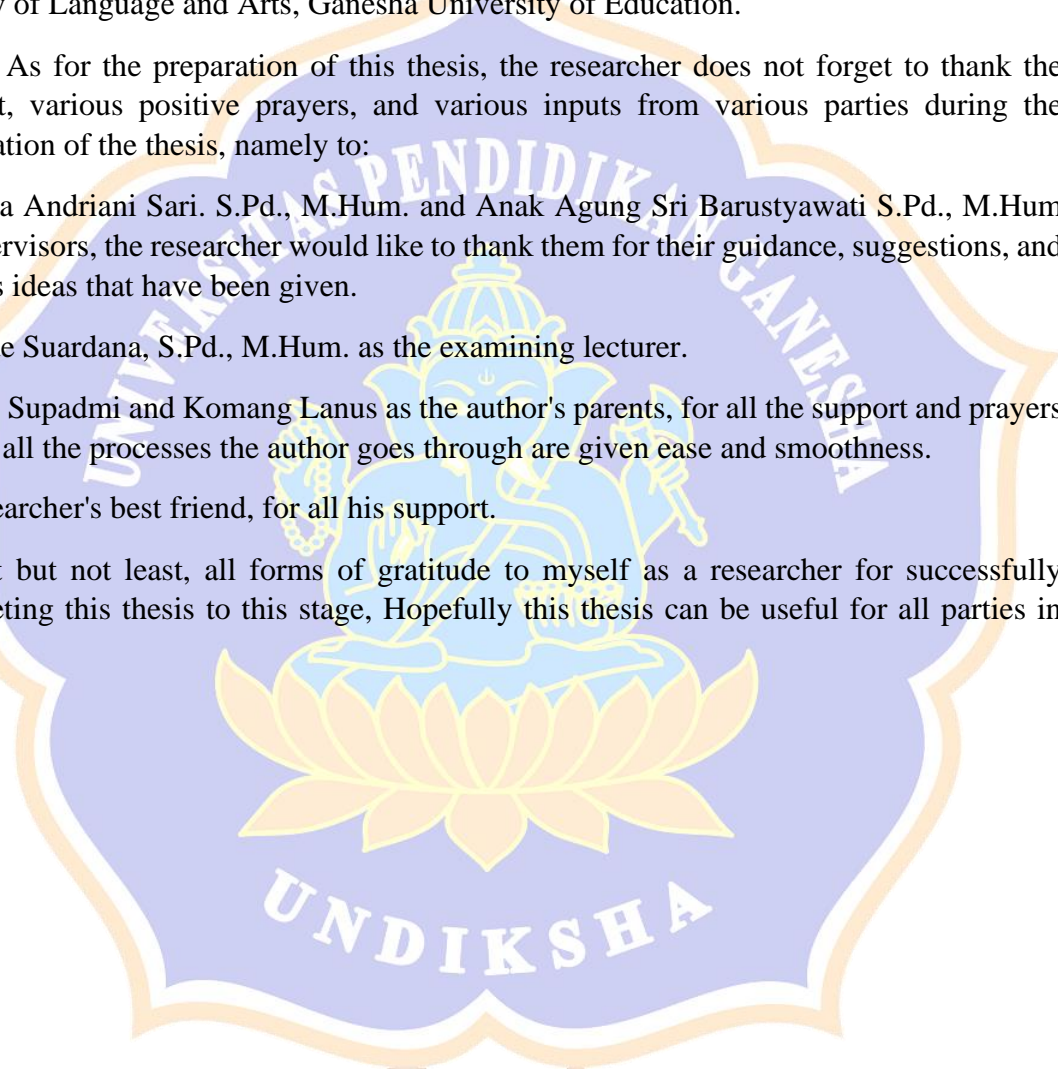 y of Language and Arts, Ganesha University of Education.
As for the preparation of this thesis, the researcher does not forget to thank the
t, various positive prayers, and various inputs from various parties during the
ation of the thesis, namely to:
a Andriani Sari. S.Pd., M.Hum. and Anak Agung Sri Barustyawati S.Pd., M.Hum
ervisors, the researcher would like to thank them for their guidance, suggestions, and
s ideas that have been given.
e Suardana, S.Pd., M.Hum. as the examining lecturer.
Supadmi and Komang Lanus as the author's parents, for all the support and prayers
all the processes the author goes through are given ease and smoothness.
earcher's best friend, for all his support.
t but not least, all forms of gratitude to myself as a researcher for successfully
eting this thesis to this stage, Hopefully this thesis can be useful for all parties in
UNIVERSITAS PENDIDIKAN GANESHA
UNDIKSHA